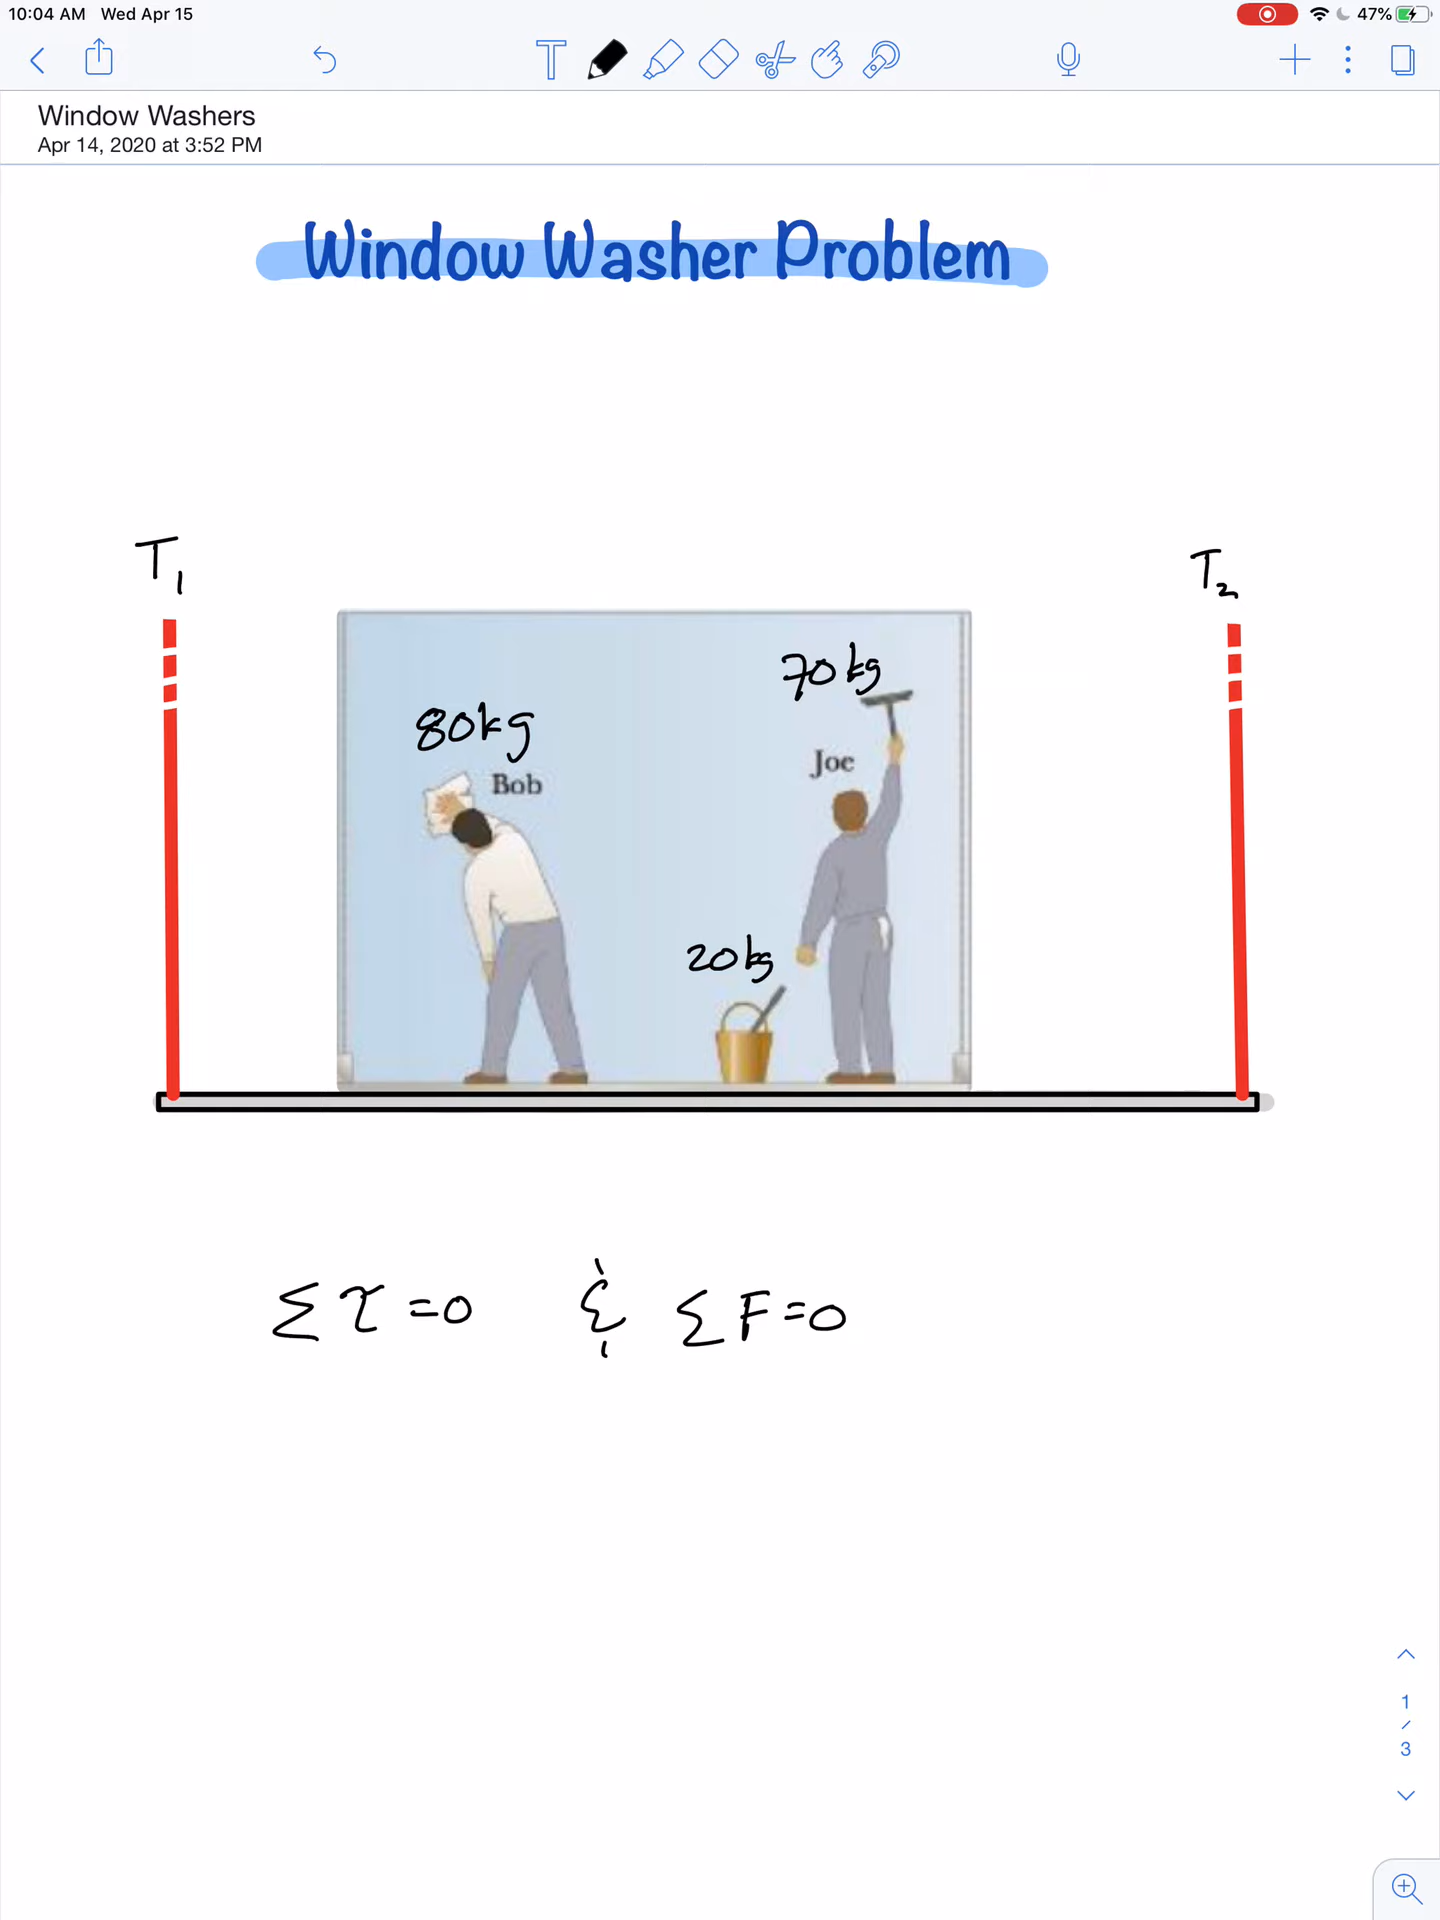 10:04 AM Wed Apr 15
47%
Window Washers
Apr 14, 2020 at 3:52 PM
Window Washer Problem
T₁
T₂
70kg
80kg
Joe
Bob
20kg
Στ=0 & ΣF=0
1
/
3